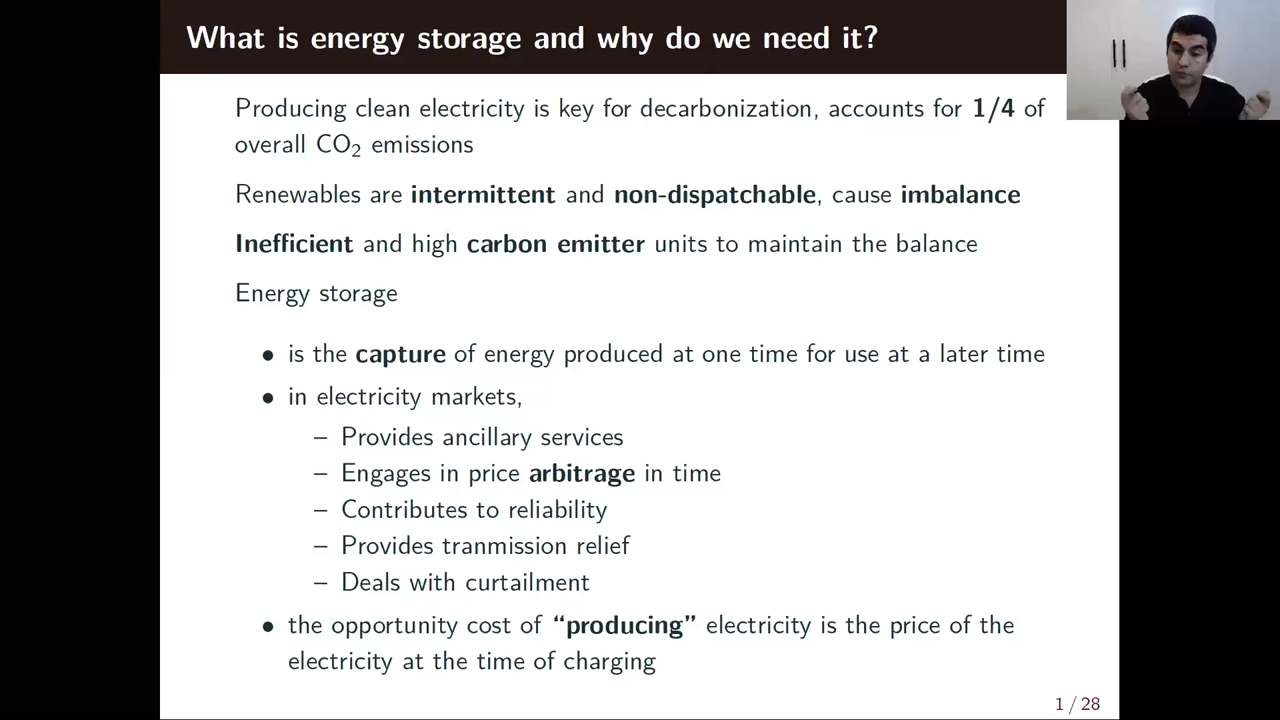 What is energy storage and why do we need it?
Producing clean electricity is key for decarbonization, accounts for 1/4 of
overall CO₂ emissions
Renewables are intermittent and non-dispatchable, cause imbalance
Inefficient and high carbon emitter units to maintain the balance
Energy storage
• is the capture of energy produced at one time for use at a later time
• in electricity markets,
– Provides ancillary services
– Engages in price arbitrage in time
– Contributes to reliability
– Provides tranmission relief
– Deals with curtailment
• the opportunity cost of “producing” electricity is the price of the
electricity at the time of charging
1 / 28